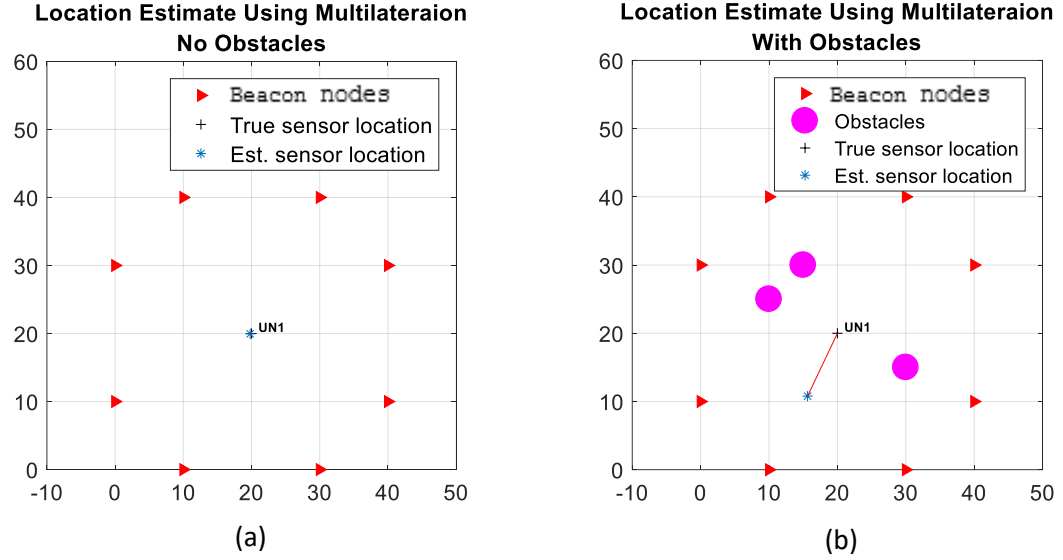 Location Estimate Using Multilateraion
No Obstacles
60
50
40
30
20
10
0
-10 0 10 20 30 40 50
Beacon nodes
True sensor location
Est. sensor location
UN1
(a)
Location Estimate Using Multilateraion
With Obstacles
60
50
40
30
20
10
0
-10 0 10 20 30 40 50
Beacon nodes
Obstacles
True sensor location
Est. sensor location
UN1
(b)